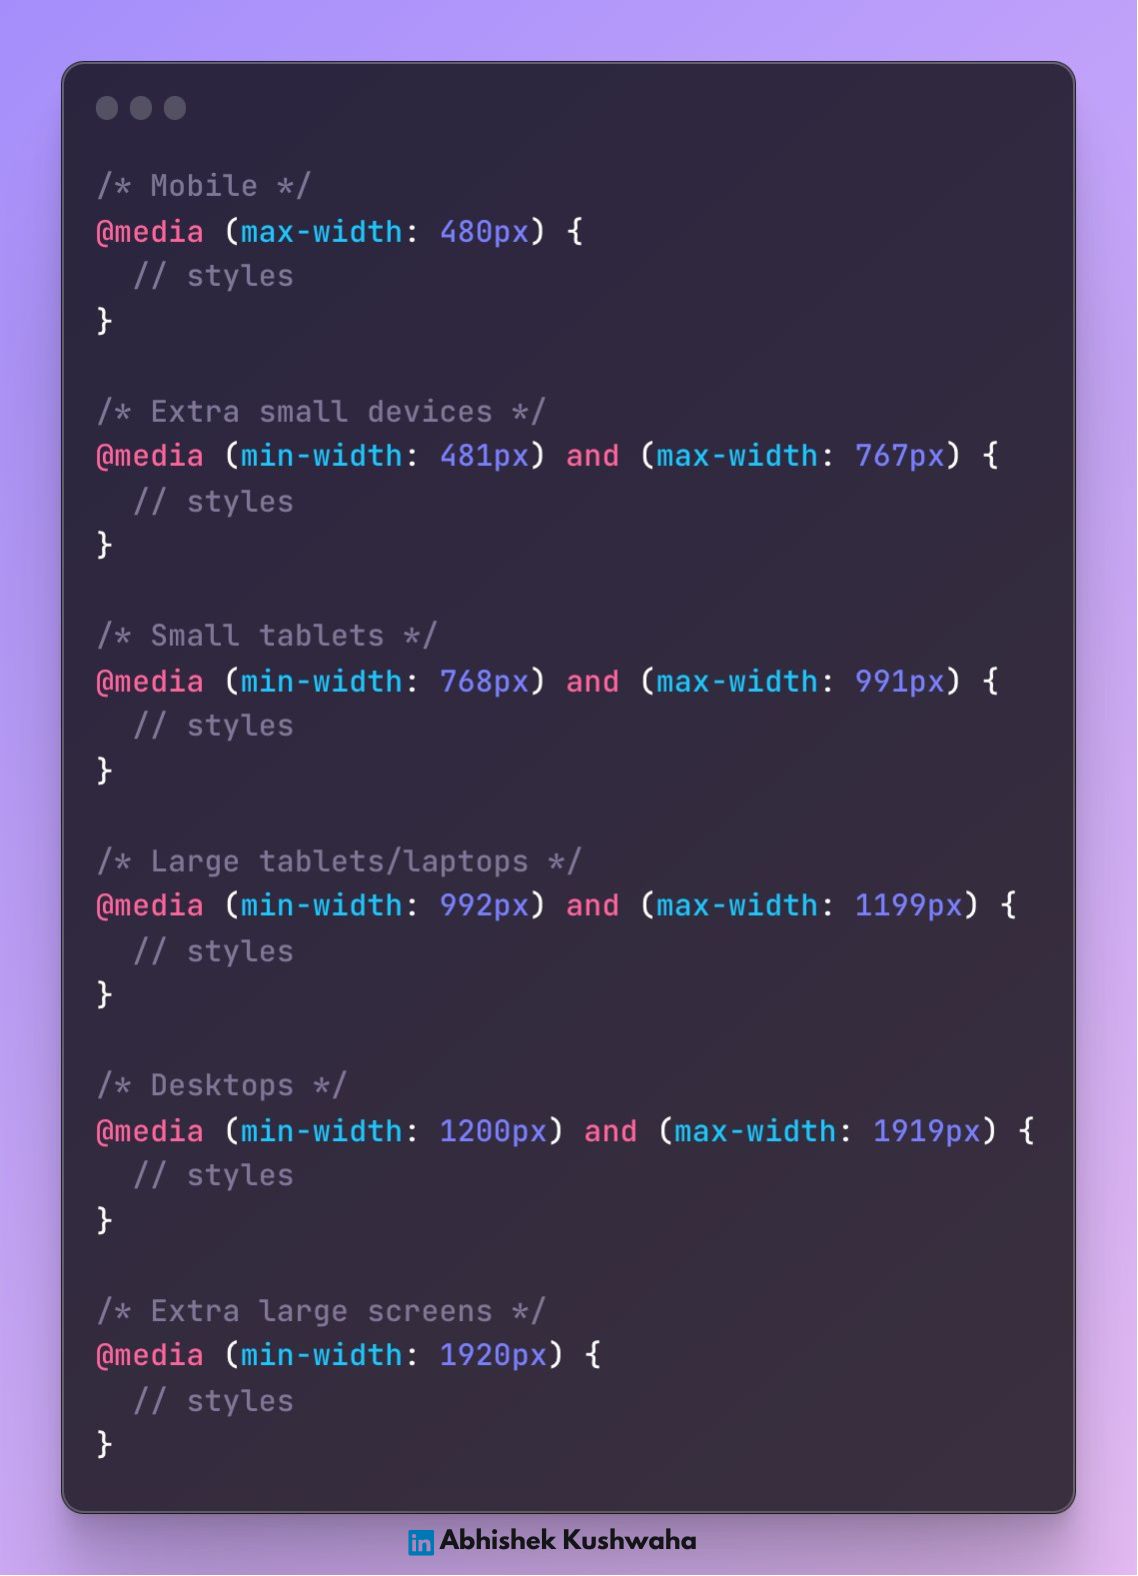 /* Mobile */
@media (max-width: 480px) {
  // styles
}
/* Extra small devices */
@media (min-width: 481px) and (max-width: 767px) {
  // styles
}
/* Small tablets */
@media (min-width: 768px) and (max-width: 991px) {
  // styles
}
/* Large tablets/laptops */
@media (min-width: 992px) and (max-width: 1199px) {
  // styles
}
/* Desktops */
@media (min-width: 1200px) and (max-width: 1919px) {
  // styles
}
/* Extra large screens */
@media (min-width: 1920px) {
  // styles
}
in Abhishek Kushwaha